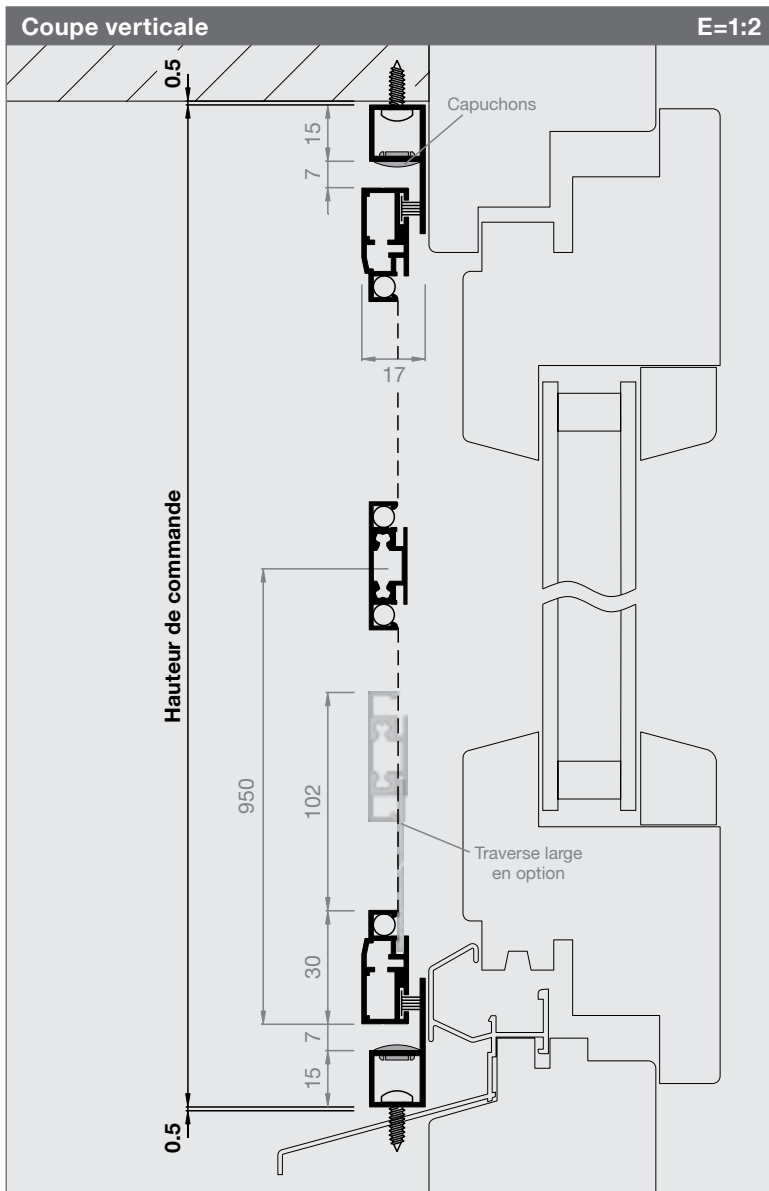 Coupe verticale
E=1:2
0.5
15
Capuchons
7
17
Hauteur de commande
950
102
Traverse large
en option
30
7
15
0.5